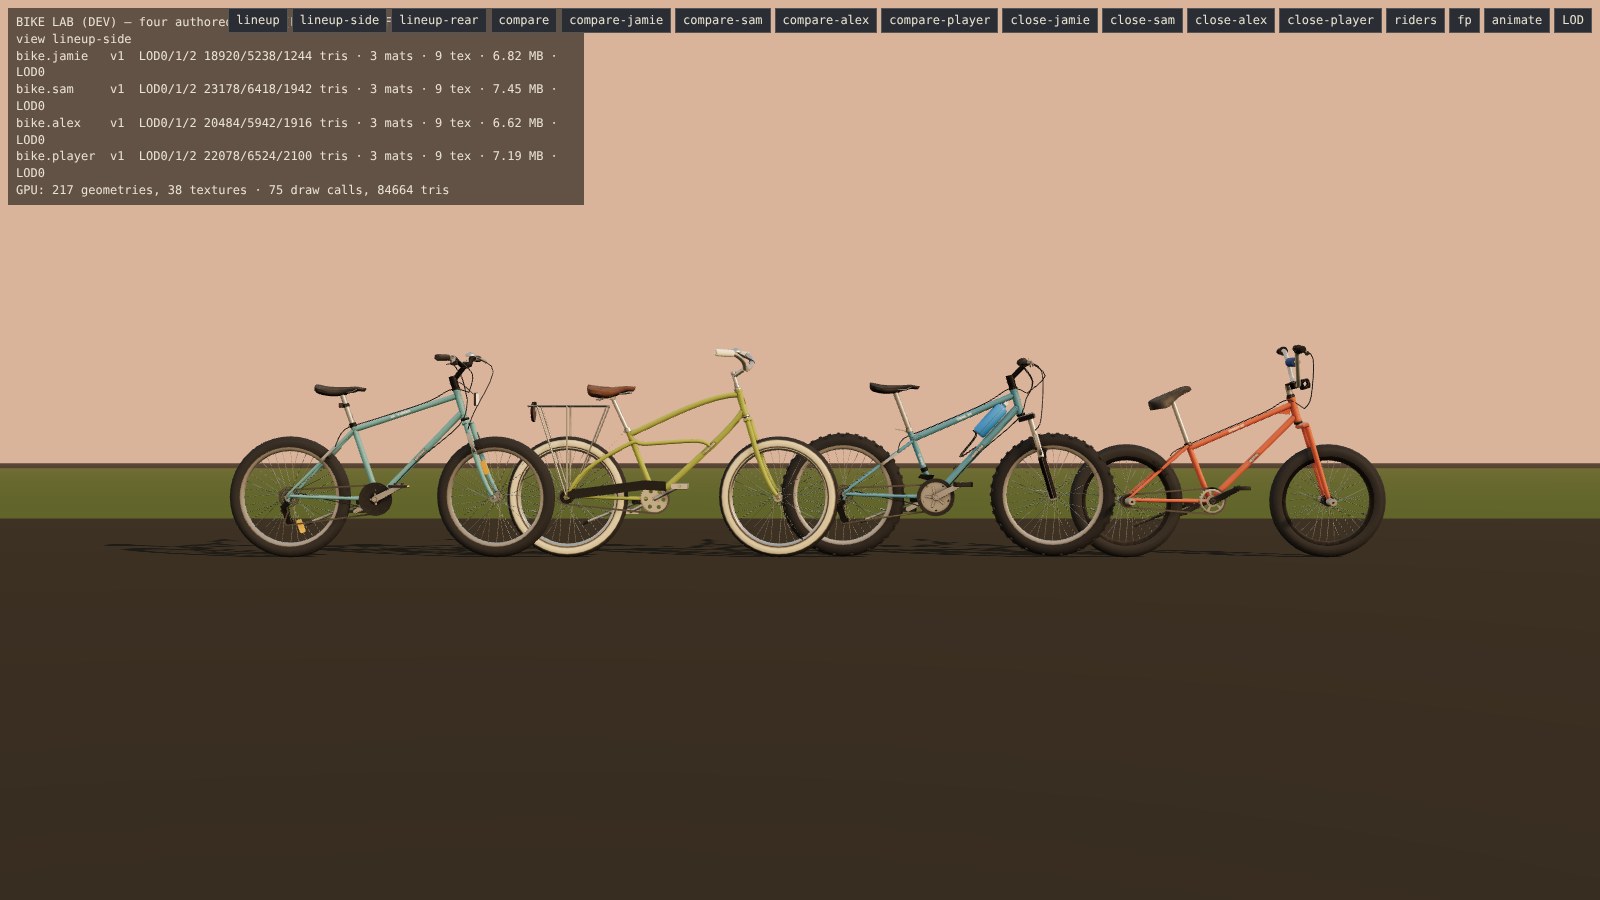 BIKE LAB (DEV) — four authored
lineup lineup-side lineup-rear compare compare-jamie compare-sam compare-alex compare-player close-jamie close-sam close-alex close-player riders fp animate LOD
view lineup-side
bike.jamie v1 LOD0/1/2 18920/5238/1244 tris · 3 mats · 9 tex · 6.82 MB ·
LOD0
bike.sam v1 LOD0/1/2 23178/6418/1942 tris · 3 mats · 9 tex · 7.45 MB ·
LOD0
bike.alex v1 LOD0/1/2 20484/5942/1916 tris · 3 mats · 9 tex · 6.62 MB ·
LOD0
bike.player v1 LOD0/1/2 22078/6524/2100 tris · 3 mats · 9 tex · 7.19 MB ·
LOD0
GPU: 217 geometries, 38 textures · 75 draw calls, 84664 tris